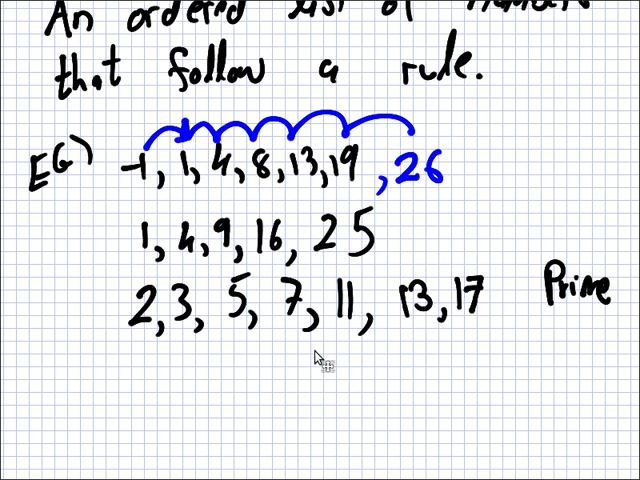 An ordered list of numbers
that follow a rule.
EG) -1, 1, 4, 8, 13, 19, 26
1, 4, 9, 16, 25
2, 3, 5, 7, 11, 13, 17 Prime